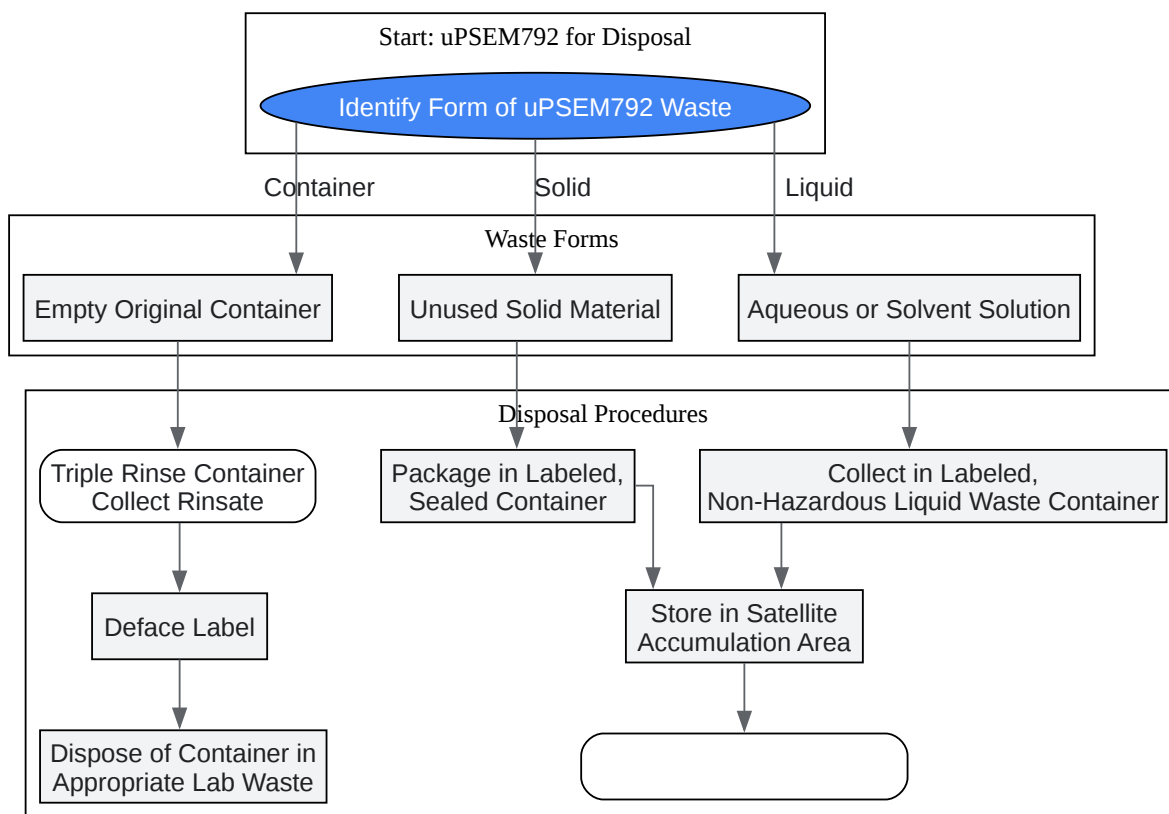 Start: uPSEM792 for Disposal
Identify Form of uPSEM792 Waste
Container
Solid
Liquid
Waste Forms
Empty Original Container
Unused Solid Material
Aqueous or Solvent Solution
Disposal Procedures
Triple Rinse Container
Collect Rinsate
Package in Labeled,
Sealed Container
Collect in Labeled,
Non-Hazardous Liquid Waste Container
Deface Label
Store in Satellite
Accumulation Area
Dispose of Container in
Appropriate Lab Waste